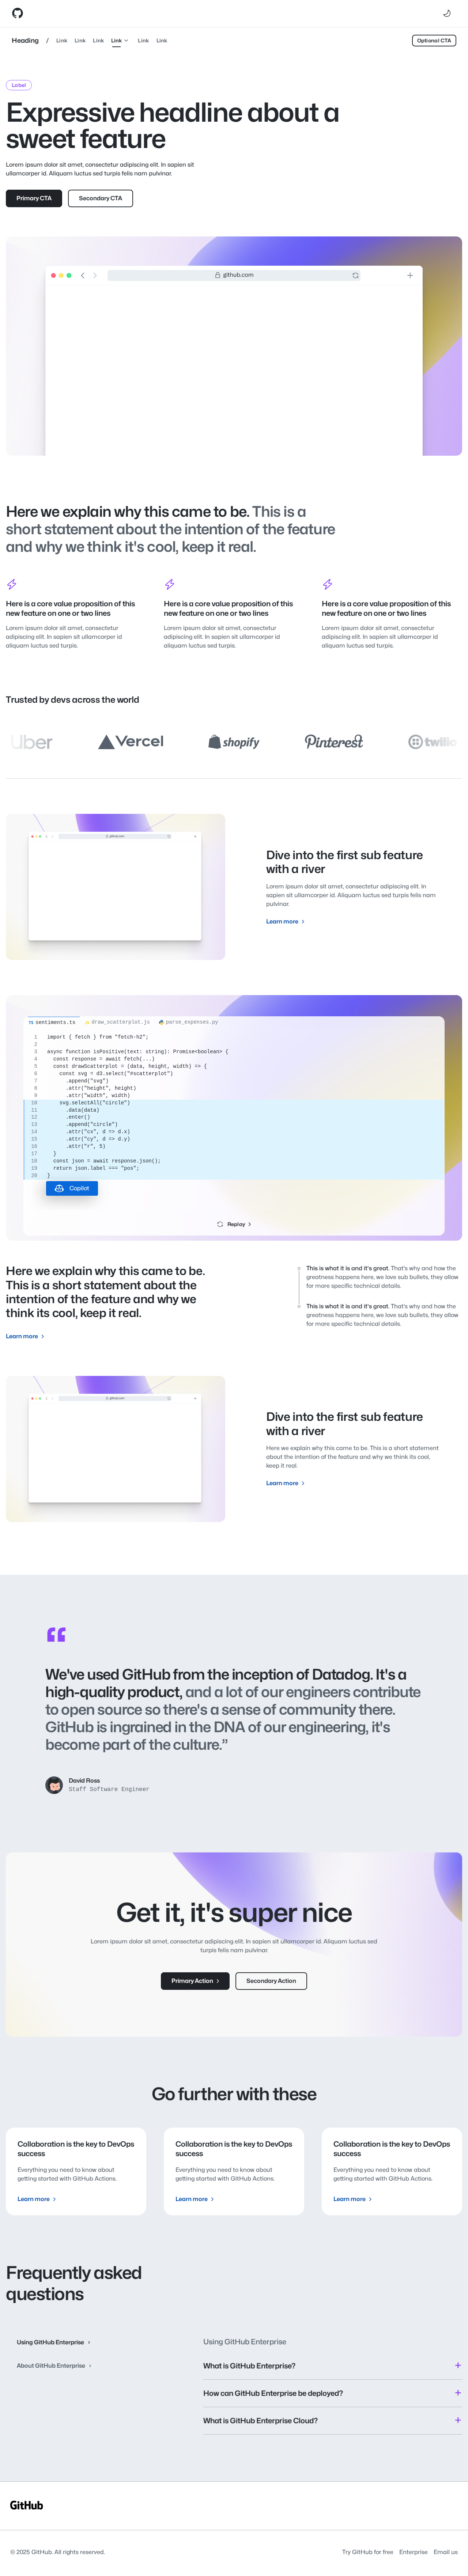 Heading / Link Link Link Link Link Link Optional CTA
Label
Expressive headline about a
sweet feature
Lorem ipsum dolor sit amet, consectetur adipiscing elit. In sapien sit
ullamcorper id. Aliquam luctus sed turpis felis nam pulvinar.
Primary CTA Secondary CTA
github.com
Here we explain why this came to be. This is a
short statement about the intention of the feature
and why we think it's cool, keep it real.
Here is a core value proposition of this
new feature on one or two lines
Lorem ipsum dolor sit amet, consectetur
adipiscing elit. In sapien sit ullamcorper id
aliquam luctus sed turpis.
Here is a core value proposition of this
new feature on one or two lines
Lorem ipsum dolor sit amet, consectetur
adipiscing elit. In sapien sit ullamcorper id
aliquam luctus sed turpis.
Here is a core value proposition of this
new feature on one or two lines
Lorem ipsum dolor sit amet, consectetur
adipiscing elit. In sapien sit ullamcorper id
aliquam luctus sed turpis.
Trusted by devs across the world
Uber Vercel shopify Pinterest twilio
github.com
Dive into the first sub feature
with a river
Lorem ipsum dolor sit amet, consectetur adipiscing elit. In
sapien sit ullamcorper id. Aliquam luctus sed turpis felis nam
pulvinar.
Learn more
TS sentiments.ts draw_scatterplot.js parse_expenses.py
1 import { fetch } from "fetch-h2";
2
3 async function isPositive(text: string): Promise<boolean> {
4 const response = await fetch(...)
5 const drawScatterplot = (data, height, width) => {
6 const svg = d3.select("#scatterplot")
7 .append("svg")
8 .attr("height", height)
9 .attr("width", width)
10 svg.selectAll("circle")
11 .data(data)
12 .enter()
13 .append("circle")
14 .attr("cx", d => d.x)
15 .attr("cy", d => d.y)
16 .attr("r", 5)
17 }
18 const json = await response.json();
19 return json.label === "pos";
20 }
Copilot
Replay
Here we explain why this came to be.
This is a short statement about the
intention of the feature and why we
think its cool, keep it real.
Learn more
This is what it is and it's great. That's why and how the
greatness happens here, we love sub bullets, they allow
for more specific technical details.
This is what it is and it's great. That's why and how the
greatness happens here, we love sub bullets, they allow
for more specific technical details.
github.com
Dive into the first sub feature
with a river
Here we explain why this came to be. This is a short statement
about the intention of the feature and why we think its cool,
keep it real.
Learn more
“
We've used GitHub from the inception of Datadog. It's a
high-quality product, and a lot of our engineers contribute
to open source so there's a sense of community there.
GitHub is ingrained in the DNA of our engineering, it's
become part of the culture.”
David Ross
Staff Software Engineer
Get it, it's super nice
Lorem ipsum dolor sit amet, consectetur adipiscing elit. In sapien sit ullamcorper id. Aliquam luctus sed
turpis felis nam pulvinar.
Primary Action Secondary Action
Go further with these
Collaboration is the key to DevOps
success
Everything you need to know about
getting started with GitHub Actions.
Learn more
Collaboration is the key to DevOps
success
Everything you need to know about
getting started with GitHub Actions.
Learn more
Collaboration is the key to DevOps
success
Everything you need to know about
getting started with GitHub Actions.
Learn more
Frequently asked
questions
Using GitHub Enterprise
About GitHub Enterprise
Using GitHub Enterprise
What is GitHub Enterprise?
How can GitHub Enterprise be deployed?
What is GitHub Enterprise Cloud?
GitHub
© 2025 GitHub. All rights reserved. Try GitHub for free Enterprise Email us